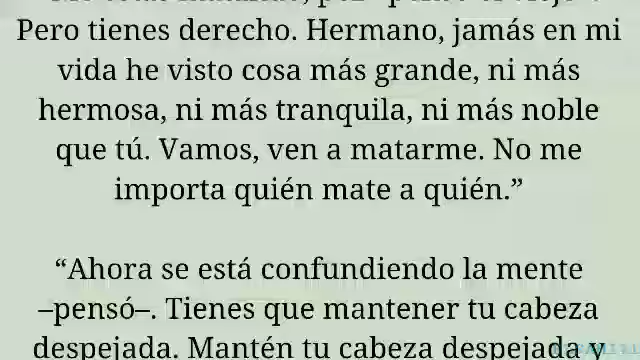 Pero tienes derecho. Hermano, jamás en mi
vida he visto cosa más grande, ni más
hermosa, ni más tranquila, ni más noble
que tú. Vamos, ven a matarme. No me
importa quién mate a quién.”
“Ahora se está confundiendo la mente
–pensó–. Tienes que mantener tu cabeza
despejada. Mantén tu cabeza despejada y